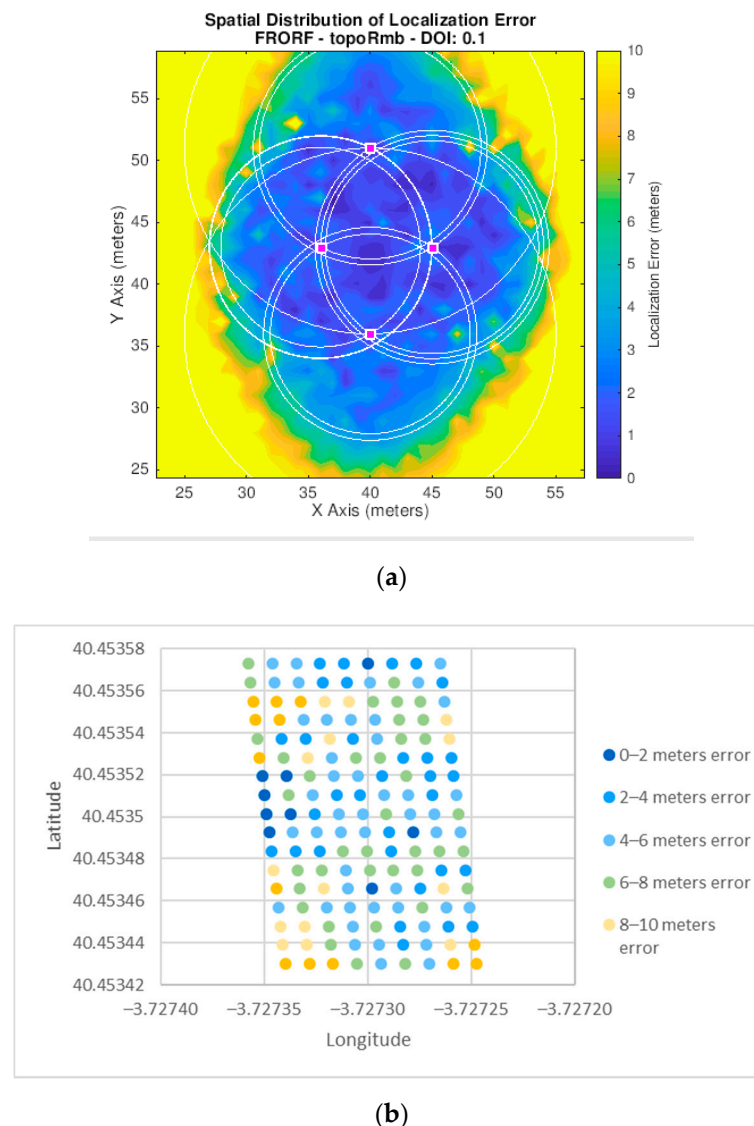 Spatial Distribution of Localization Error
FRORF - topoRmb - DOI: 0.1
55
50
45
40
35
30
25
Y Axis (meters)
25 30 35 40 45 50 55
X Axis (meters)
10
9
8
7
6
5
4
3
2
1
0
Localization Error (meters)
(a)
40.45358
40.45356
40.45354
40.45352
40.4535
40.45348
40.45346
40.45344
40.45342
Latitude
−3.72740 −3.72735 −3.72730 −3.72725 −3.72720
Longitude
0–2 meters error
2–4 meters error
4–6 meters error
6–8 meters error
8–10 meters
error
(b)